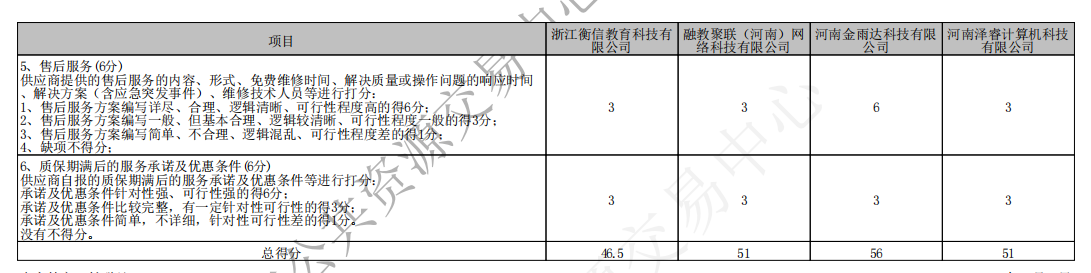 项目
浙江衡信教育科技有
限公司
融教聚联（河南）网
络科技有限公司
河南金雨达科技有限
公司
河南泽睿计算机科技
有限公司
5、售后服务(6分)
供应商提供的售后服务的内容、形式、免费维修时间、解决质量或操作问题的响应时间
、解决方案（含应急突发事件）、维修技术人员等进行打分：
1、售后服务方案编写详尽、合理、逻辑清晰、可行性程度高的得6分；
2、售后服务方案编写一般、但基本合理、逻辑较清晰、可行性程度一般的得3分；
3、售后服务方案编写简单、不合理、逻辑混乱、可行性程度差的得1分；
4、缺项不得分；
3
3
6
3
6、质保期满后的服务承诺及优惠条件(6分)
供应商自报的质保期满后的服务承诺及优惠条件等进行打分：
承诺及优惠条件针对性强、可行性强的得6分；
承诺及优惠条件比较完整，有一定针对性可行性的得3分；
承诺及优惠条件简单，不详细，针对性可行性差的得1分。
没有不得分。
3
3
3
3
总得分
46.5
51
56
51
公共资源交易中心
交易中心